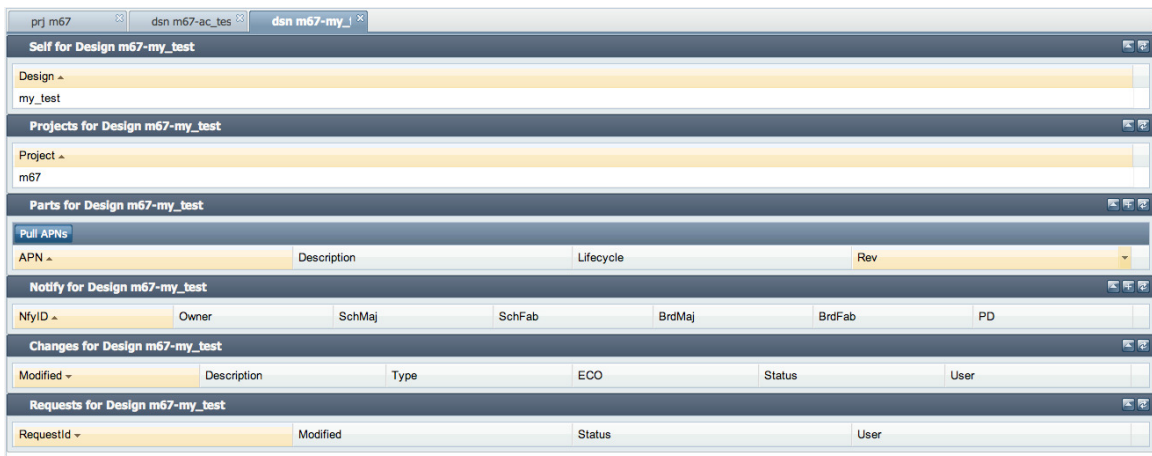 prj m67 dsn m67-ac_tes dsn m67-my_t
Self for Design m67-my_test
Design
my_test
Projects for Design m67-my_test
Project
m67
Parts for Design m67-my_test
Pull APNs
APN Description Lifecycle Rev
Notify for Design m67-my_test
NfyID Owner SchMaj SchFab BrdMaj BrdFab PD
Changes for Design m67-my_test
Modified Description Type ECO Status User
Requests for Design m67-my_test
RequestId Modified Status User